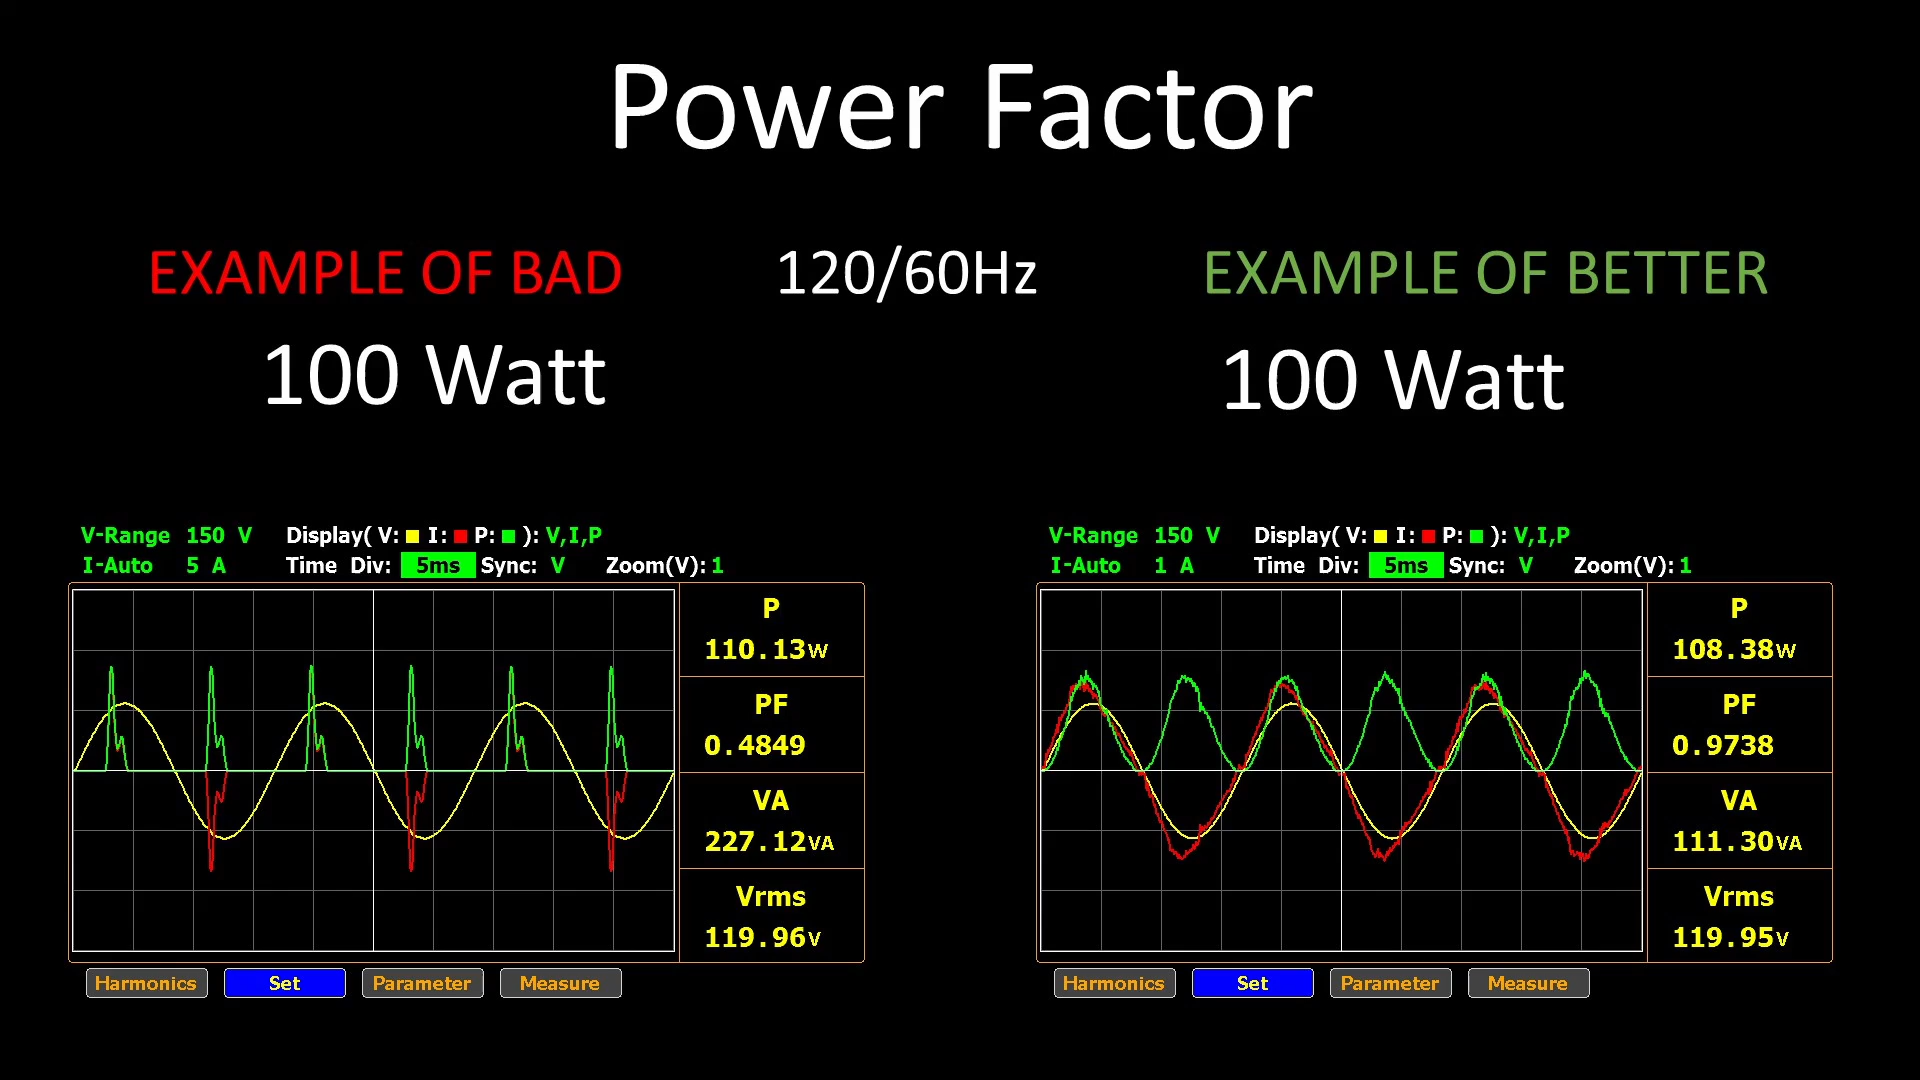 Power Factor
EXAMPLE OF BAD
120/60Hz
EXAMPLE OF BETTER
100 Watt
100 Watt
V-Range 150 V Display( V: I: P: ): V,I,P
I-Auto 5 A Time Div: 5ms Sync: V Zoom(V): 1
P
110.13W
PF
0.4849
VA
227.12VA
Vrms
119.96V
Harmonics Set Parameter Measure
V-Range 150 V Display( V: I: P: ): V,I,P
I-Auto 1 A Time Div: 5ms Sync: V Zoom(V): 1
P
108.38W
PF
0.9738
VA
111.30VA
Vrms
119.95V
Harmonics Set Parameter Measure